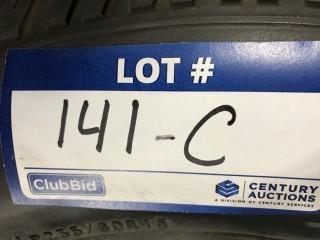 LOT #
141-C
ClubBid
CENTURY
AUCTIONS
A DIVISION OF CENTURY SERVICES